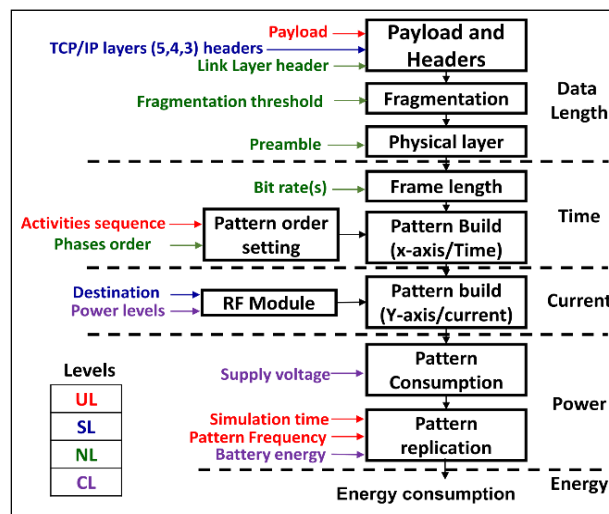 Payload
TCP/IP layers (5,4,3) headers
Link Layer header
Payload and
Headers
Fragmentation threshold
Fragmentation
Data
Length
Preamble
Physical layer
Bit rate(s)
Frame length
Time
Activities sequence
Phases order
Pattern order
setting
Pattern Build
(x-axis/Time)
Destination
Power levels
RF Module
Pattern build
(Y-axis/current)
Current
Supply voltage
Pattern
Consumption
Power
Simulation time
Pattern Frequency
Battery energy
Pattern
replication
Levels
UL
SL
NL
CL
Energy consumption
Energy